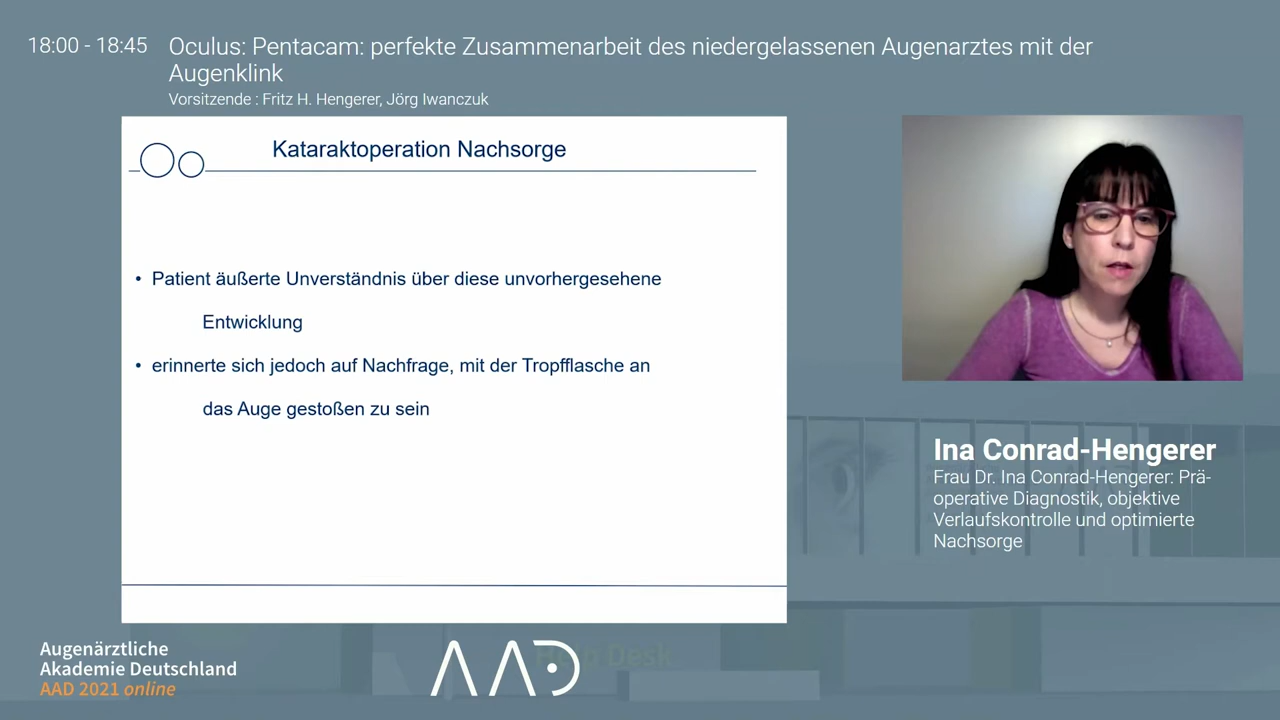 18:00 - 18:45
Oculus: Pentacam: perfekte Zusammenarbeit des niedergelassenen Augenarztes mit der
Augenklink
Vorsitzende : Fritz H. Hengerer, Jörg Iwanczuk
Kataraktoperation Nachsorge
• Patient äußerte Unverständnis über diese unvorhergesehene
Entwicklung
• erinnerte sich jedoch auf Nachfrage, mit der Tropfflasche an
das Auge gestoßen zu sein
Ina Conrad-Hengerer
Frau Dr. Ina Conrad-Hengerer: Prä-
operative Diagnostik, objektive
Verlaufskontrolle und optimierte
Nachsorge
Augenärztliche
Akademie Deutschland
AAD 2021 online
AAD
Help Desk